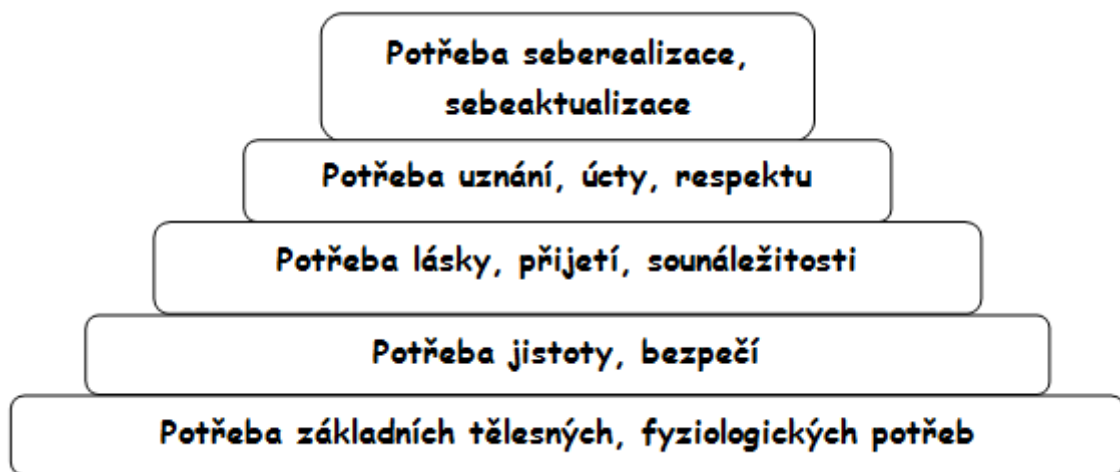 Potřeba seberealizace,
sebeaktualizace
Potřeba uznání, úcty, respektu
Potřeba lásky, přijetí, sounáležitosti
Potřeba jistoty, bezpečí
Potřeba základních tělesných, fyziologických potřeb